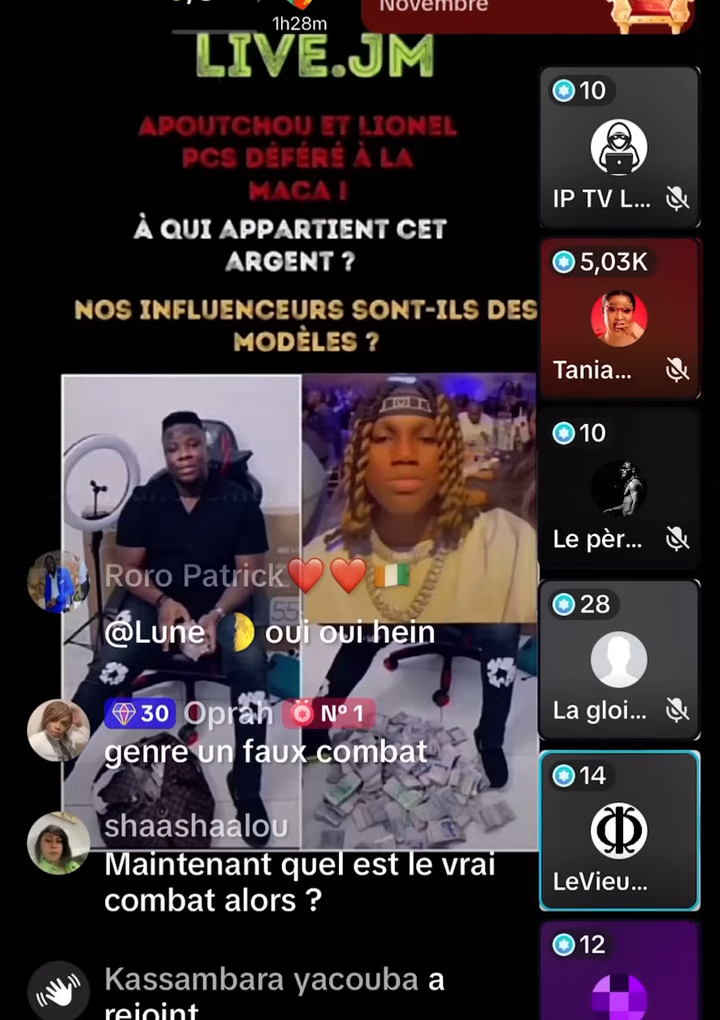 Novembre
1h28m
LIVE.JM
APOUTCHOU ET LIONEL
PCS DÉFÉRÉ À LA
MACA !
À QUI APPARTIENT CET
ARGENT ?
NOS INFLUENCEURS SONT-ILS DES
MODÈLES ?
10
IP TV L...
5,03K
Tania...
10
Le pèr...
28
La gloi...
14
LeVieu...
12
Roro Patrick❤️❤️🇨🇮
@Lune 🌓 oui oui hein
30 Oprah N° 1
genre un faux combat
shaashaalou
Maintenant quel est le vrai
combat alors ?
Kassambara yacouba a
rejoint